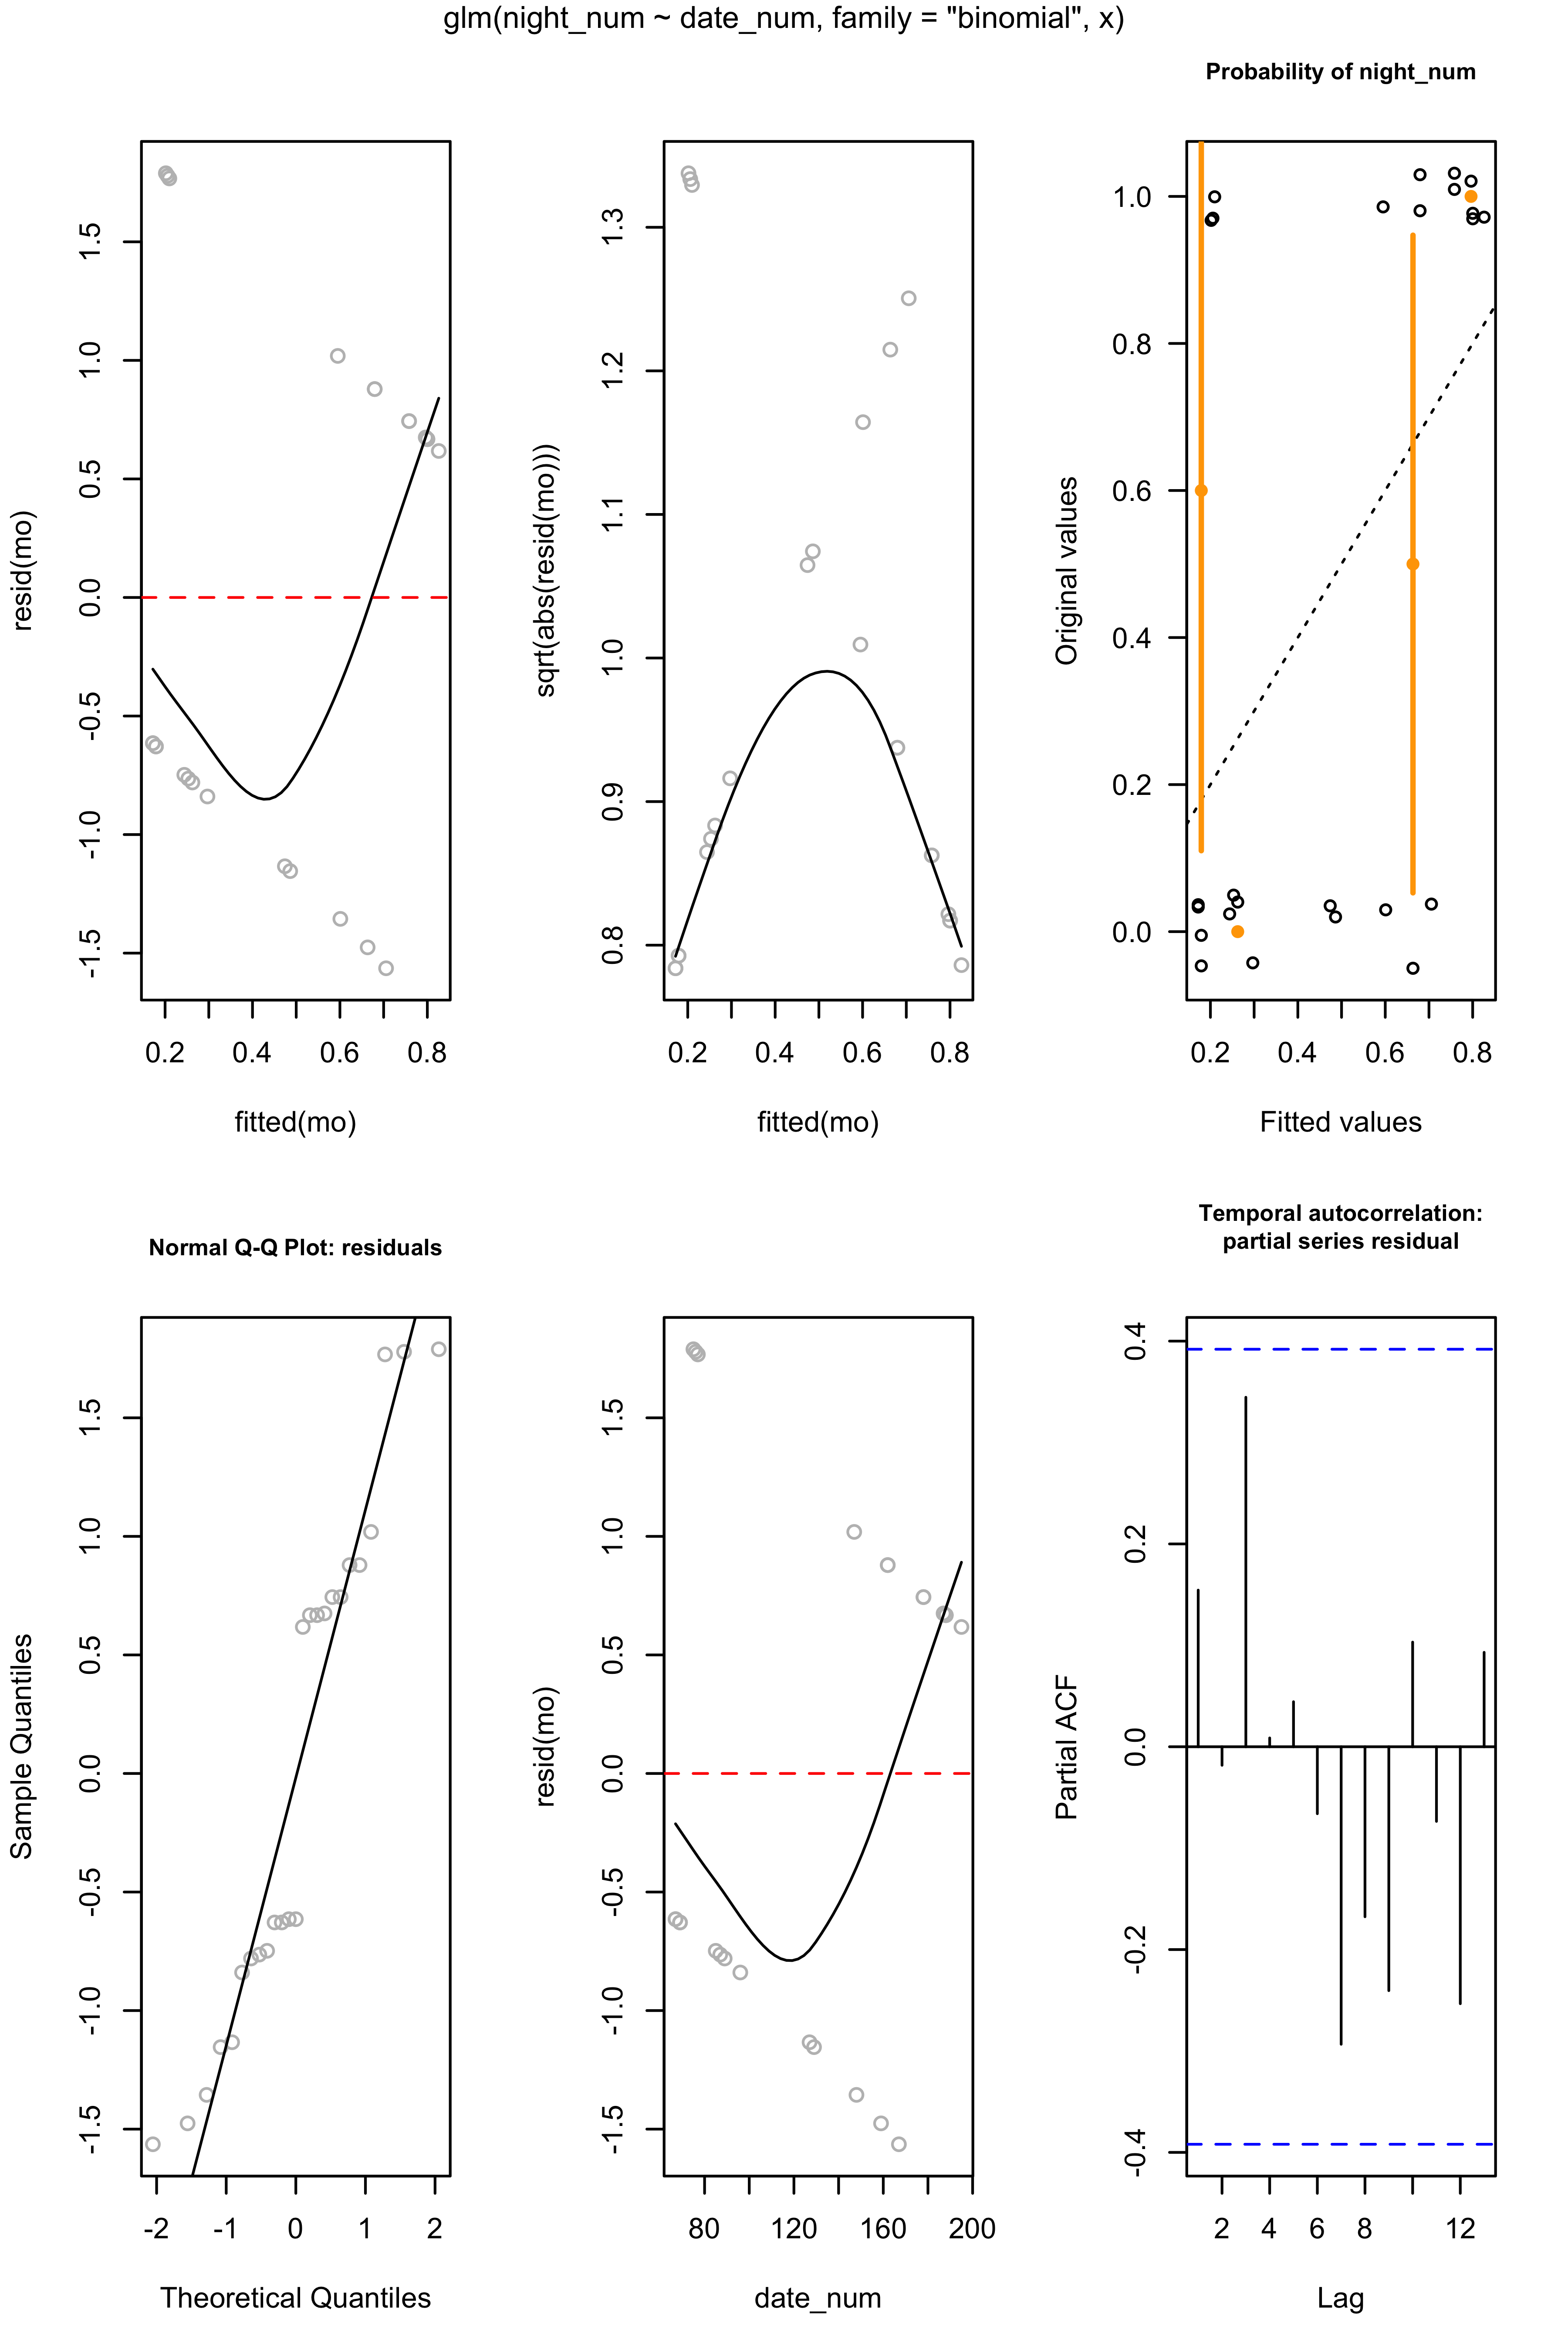 glm(night_num ~ date_num, family = "binomial", x)
resid(mo)
-1.5 -1.0 -0.5 0.0 0.5 1.0 1.5
0.2 0.4 0.6 0.8
fitted(mo)
sqrt(abs(resid(mo)))
0.8 0.9 1.0 1.1 1.2 1.3
0.2 0.4 0.6 0.8
fitted(mo)
Probability of night_num
Original values
0.0 0.2 0.4 0.6 0.8 1.0
0.2 0.4 0.6 0.8
Fitted values
Normal Q-Q Plot: residuals
Sample Quantiles
-1.5 -1.0 -0.5 0.0 0.5 1.0 1.5
-2 -1 0 1 2
Theoretical Quantiles
resid(mo)
-1.5 -1.0 -0.5 0.0 0.5 1.0 1.5
80 120 160 200
date_num
Temporal autocorrelation:
partial series residual
Partial ACF
-0.4 -0.2 0.0 0.2 0.4
2 4 6 8 12
Lag